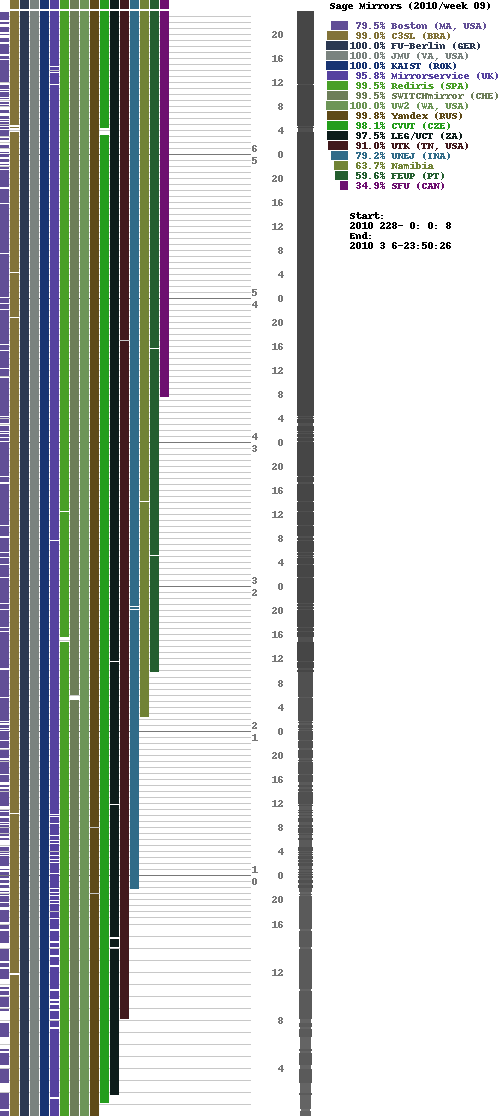 Sage Mirrors (2010/week 09)
79.5% Boston (MA, USA)
99.0% C3SL (BRA)
100.0% FU-Berlin (GER)
100.0% JMU (VA, USA)
100.0% KAIST (ROK)
95.8% Mirrorservice (UK)
99.5% Rediris (SPA)
99.5% SWITCHmirror (CHE)
100.0% UW2 (WA, USA)
99.8% Yandex (RUS)
98.1% CVUT (CZE)
97.5% LEG/UCT (ZA)
91.0% UTK (TN, USA)
79.2% UNEJ (INA)
63.7% Namibia
59.6% FEUP (PT)
34.9% SFU (CAN)
Start:
2010 228- 0: 0: 8
End:
2010 3 6-23:50:26
20
16
12
8
4
6
0
5
20
16
12
8
4
5
0
4
20
16
12
8
4
4
0
3
20
16
12
8
4
3
0
2
20
16
12
8
4
2
0
1
20
16
12
8
4
1
0
0
20
16
12
8
4